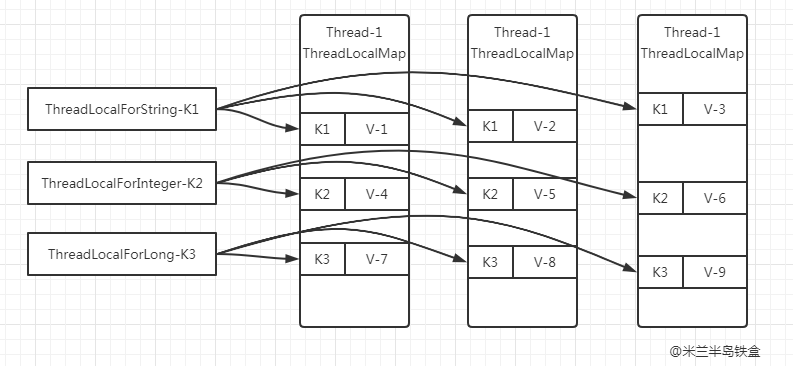 Thread-1
ThreadLocalMap
Thread-1
ThreadLocalMap
Thread-1
ThreadLocalMap
ThreadLocalForString-K1
K1 V-1
K1 V-2
K1 V-3
ThreadLocalForInteger-K2
K2 V-4
K2 V-5
K2 V-6
ThreadLocalForLong-K3
K3 V-7
K3 V-8
K3 V-9
@米兰半岛铁盒